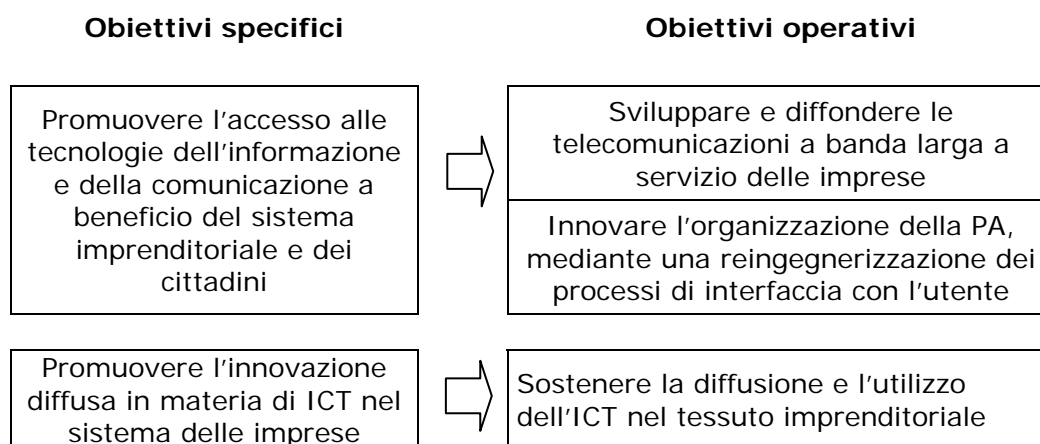 Obiettivi specifici
Obiettivi operativi
Promuovere l'accesso alle
tecnologie dell'informazione
e della comunicazione a
beneficio del sistema
imprenditoriale e dei
cittadini
Sviluppare e diffondere le
telecomunicazioni a banda larga a
servizio delle imprese
Innovare l'organizzazione della PA,
mediante una reingegnerizzazione dei
processi di interfaccia con l'utente
Promuovere l'innovazione
diffusa in materia di ICT nel
sistema delle imprese
Sostenere la diffusione e l'utilizzo
dell'ICT nel tessuto imprenditoriale